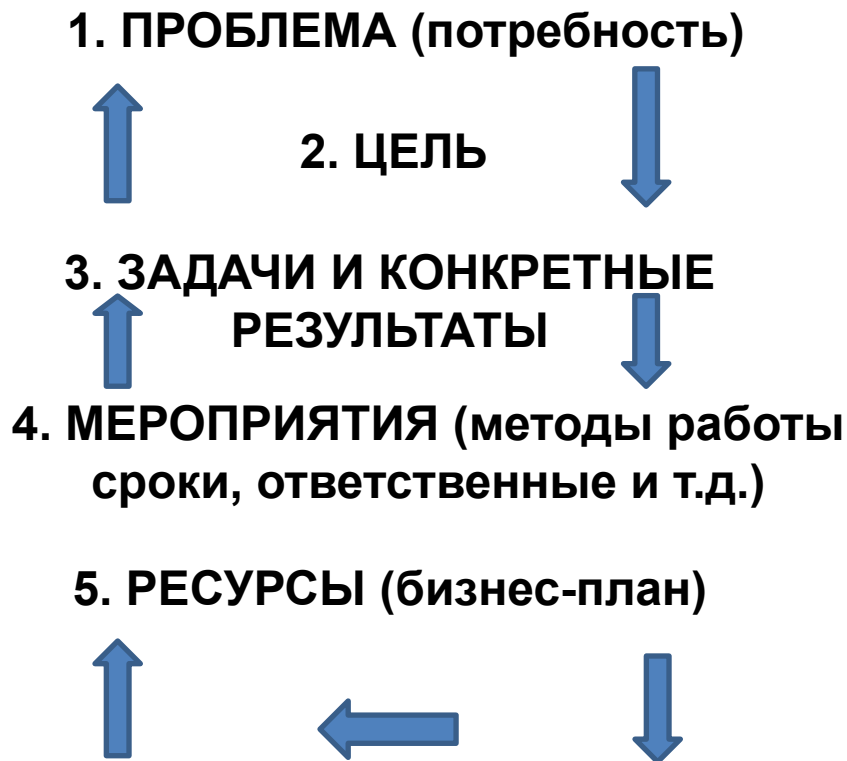 1. ПРОБЛЕМА (потребность)
2. ЦЕЛЬ
3. ЗАДАЧИ И КОНКРЕТНЫЕ
РЕЗУЛЬТАТЫ
4. МЕРОПРИЯТИЯ (методы работы
сроки, ответственные и т.д.)
5. РЕСУРСЫ (бизнес-план)